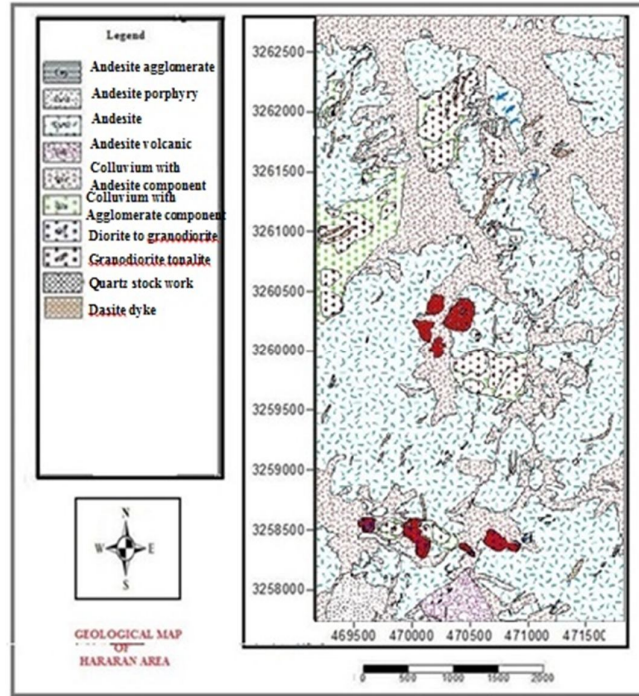 Legend
Andesite agglomerate
Andesite porphyry
Andesite
Andesite volcanic
Colluvium with
Andesite component
Colluvium with
Agglomerate component
Diorite to granodiorite
Granodiorite tonalite
Quartz stock work
Dasite dyke
N
W E
S
GEOLOGICAL MAP
OF
HARARAN AREA
3262500
3262000
3261500
3261000
3260500
3260000
3259500
3259000
3258500
3258000
469500 470000 470500 471000 471500
0 500 1000 1500 2000